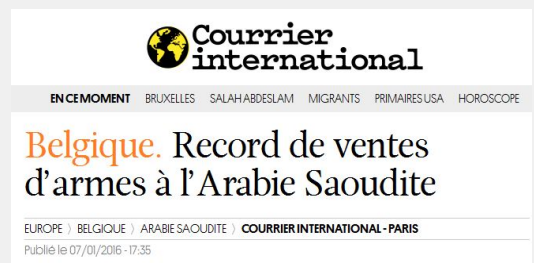 Courrier
international
EN CE MOMENT BRUXELLES SALAH ABDESLAM MIGRANTS PRIMAIRES USA HOROSCOPE
Belgique. Record de ventes
d'armes à l'Arabie Saoudite
EUROPE > BELGIQUE > ARABIE SAOUDITE > COURRIER INTERNATIONAL - PARIS
Publié le 07/01/2016 - 17:35